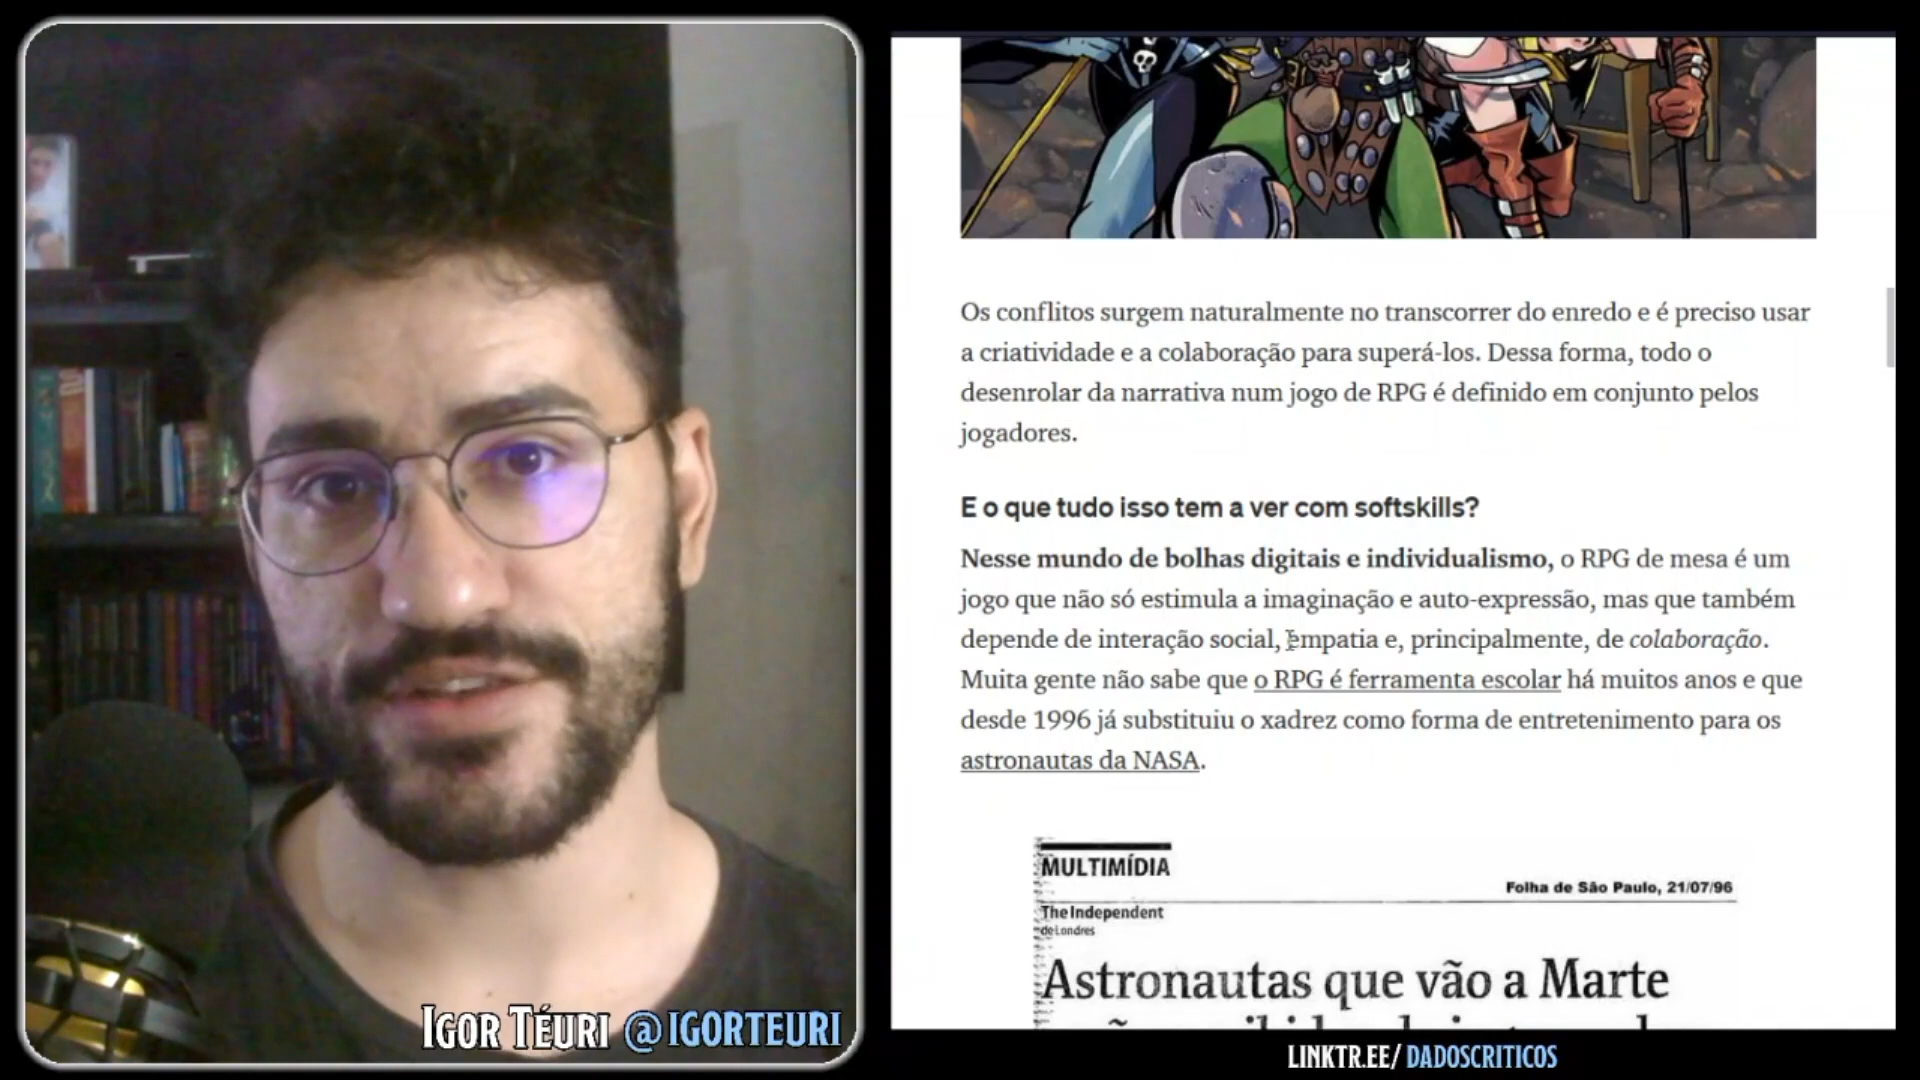 Os conflitos surgem naturalmente no transcorrer do enredo e é preciso usar
a criatividade e a colaboração para superá-los. Dessa forma, todo o
desenrolar da narrativa num jogo de RPG é definido em conjunto pelos
jogadores.
E o que tudo isso tem a ver com softskills?
Nesse mundo de bolhas digitais e individualismo, o RPG de mesa é um
jogo que não só estimula a imaginação e auto-expressão, mas que também
depende de interação social, empatia e, principalmente, de colaboração.
Muita gente não sabe que o RPG é ferramenta escolar há muitos anos e que
desde 1996 já substituiu o xadrez como forma de entretenimento para os
astronautas da NASA.
MULTIMÍDIA
Folha de São Paulo, 21/07/96
The Independent
de Londres
Astronautas que vão a Marte
IGOR TÉURI @IGORTEURI
LINKTR.EE/ DADOSCRITICOS